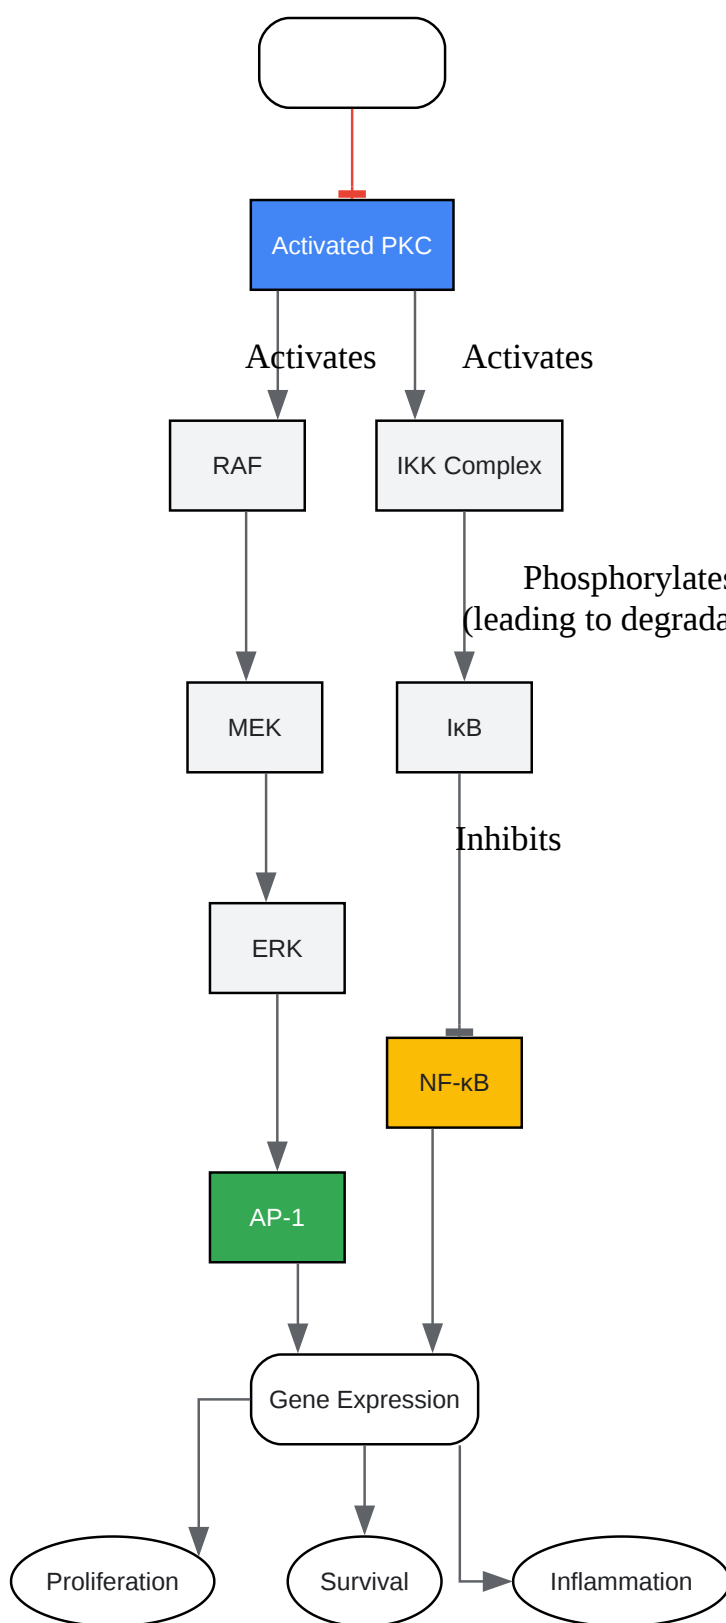 Activated PKC
Activates
Activates
RAF
IKK Complex
Phosphorylates
(leading to degrada
MEK
IκB
Inhibits
ERK
NF-κB
AP-1
Gene Expression
Proliferation
Survival
Inflammation